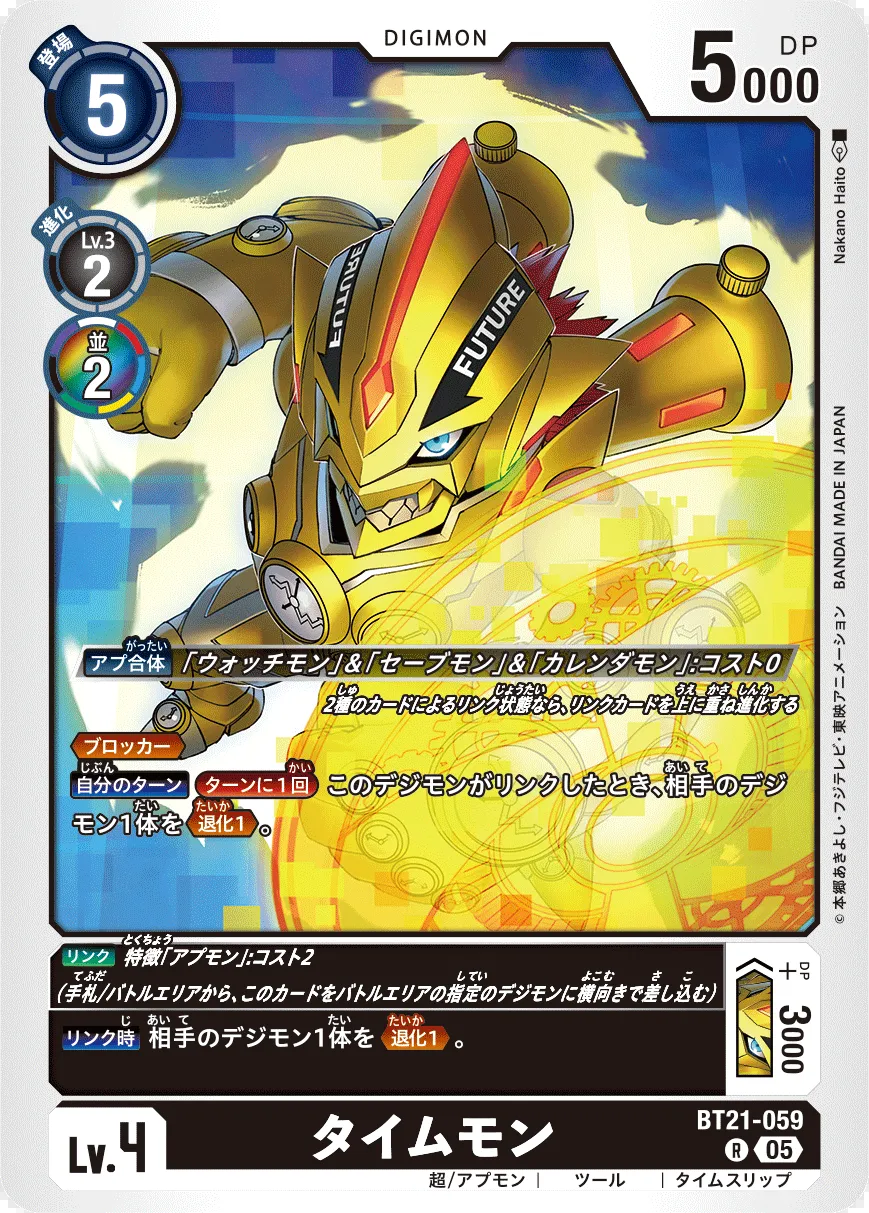 DIGIMON
登場
5
DP
5000
進化
Lv.3
2
並
2
Nakano Haito
FUTURE
FUTURE
BANDAI MADE IN JAPAN
©本郷あきよし・フジテレビ・東映アニメーション
アプ合体 「ウォッチモン」&「セーブモン」&「カレンダモン」:コスト0
2種のカードによるリンク状態なら、リンクカードを上に重ね進化する
ブロッカー
自分のターン ターンに1回 このデジモンがリンクしたとき、相手のデジ
モン1体を 退化1 。
リンク 特徴「アプモン」:コスト2
(手札/バトルエリアから、このカードをバトルエリアの指定のデジモンに横向きで差し込む)
リンク時 相手のデジモン1体を 退化1 。
DP
+3000
Lv.4
タイムモン
BT21-059
R 05
超/アプモン | ツール | タイムスリップ